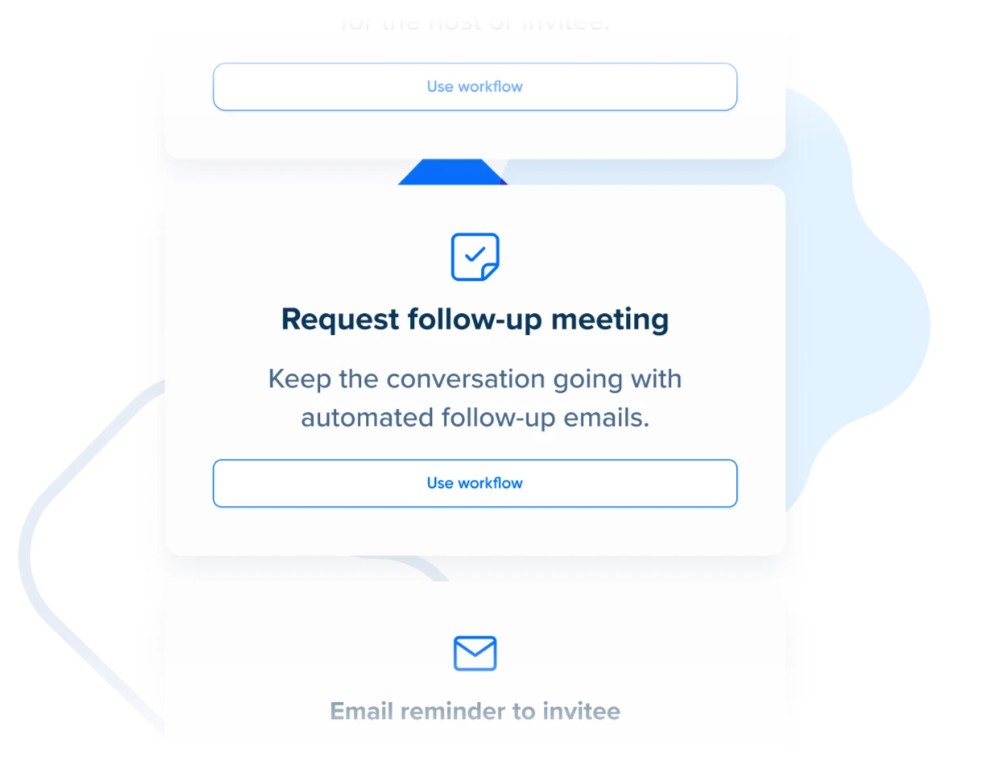 for the host or invitee.
Use workflow
Request follow-up meeting
Keep the conversation going with
automated follow-up emails.
Use workflow
Email reminder to invitee